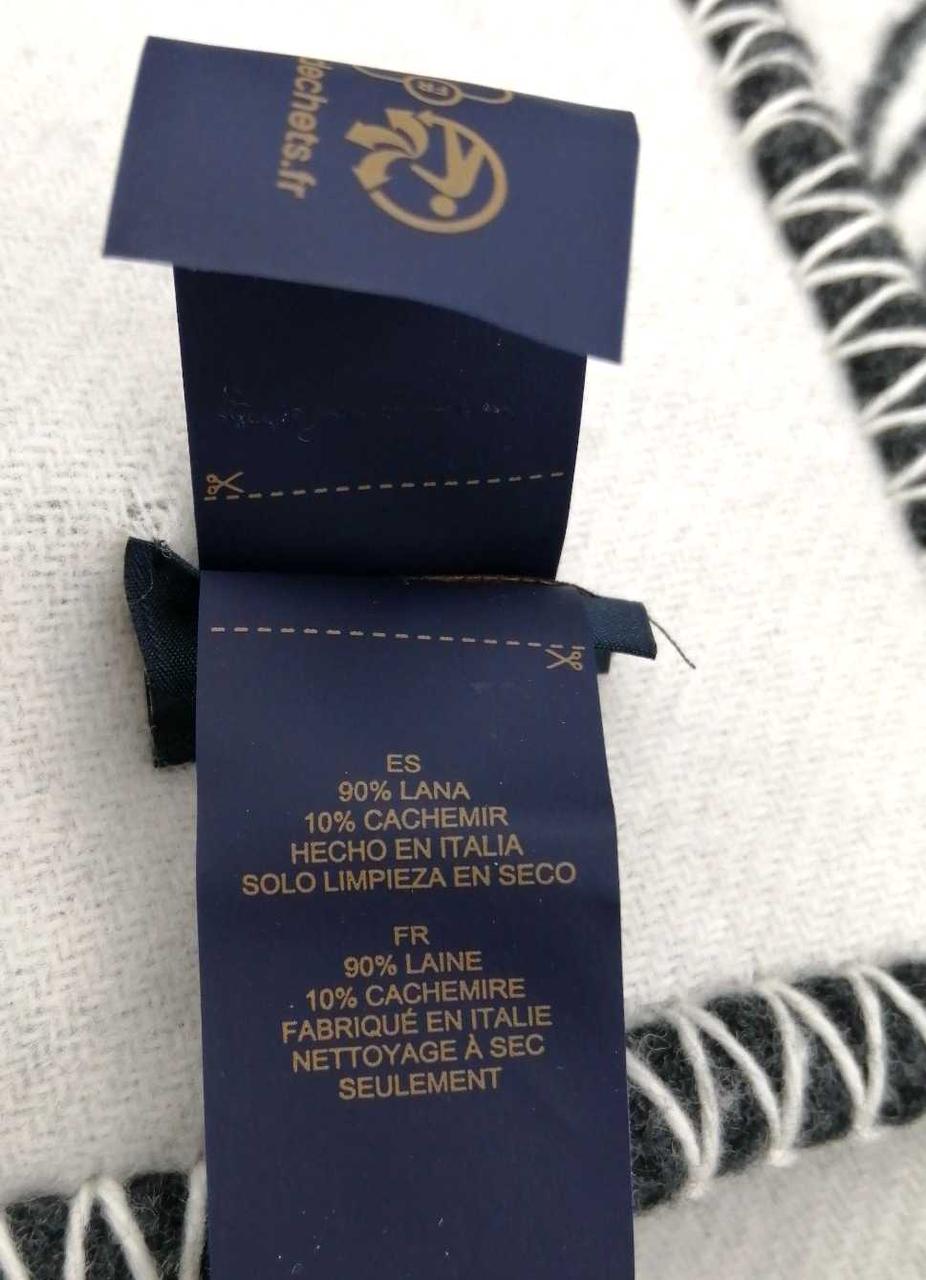 FR
dechets.fr
ES
90% LANA
10% CACHEMIR
HECHO EN ITALIA
SOLO LIMPIEZA EN SECO
FR
90% LAINE
10% CACHEMIRE
FABRIQUÉ EN ITALIE
NETTOYAGE À SEC
SEULEMENT